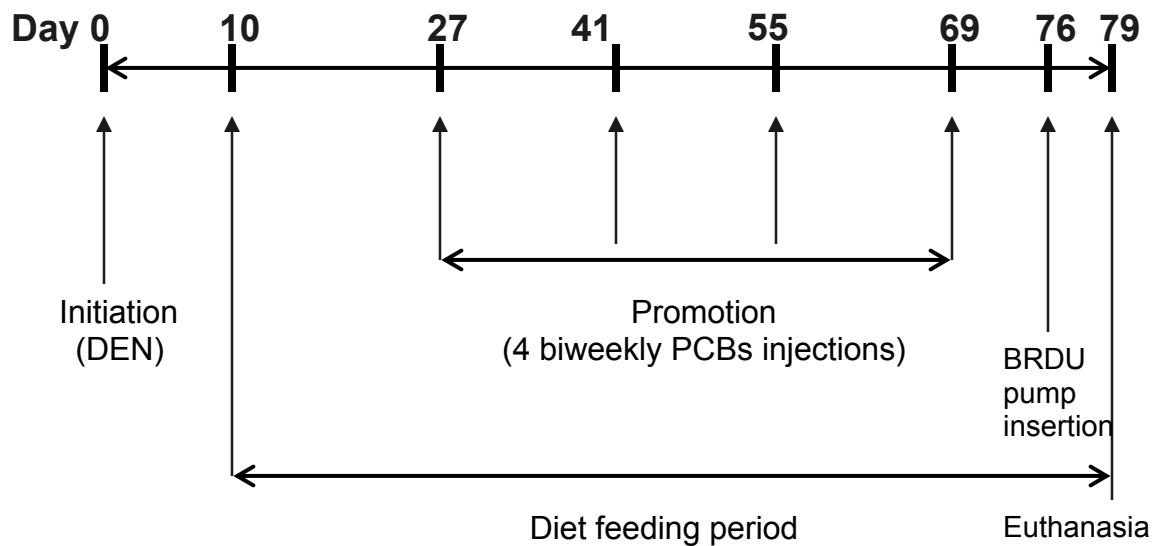 Day 0 10 27 41 55 69 76 79
Initiation
(DEN)
Promotion
(4 biweekly PCBs injections)
BRDU
pump
insertion
Diet feeding period
Euthanasia